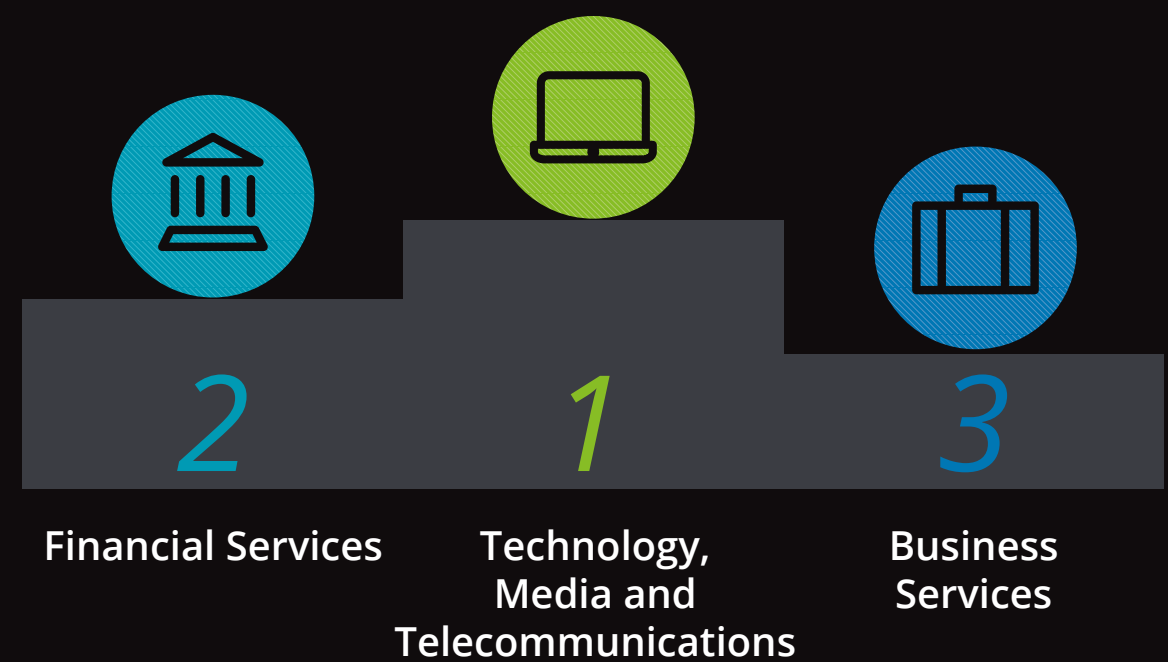 2
1
3
Financial Services
Technology,
Media and
Telecommunications
Business
Services